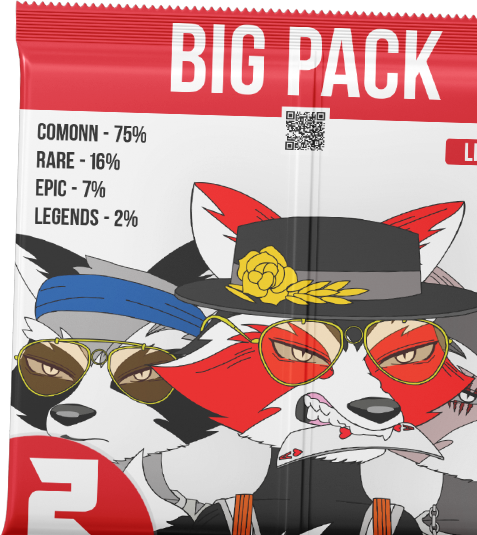 BIG PACK
COMONN - 75%
RARE - 16%
EPIC - 7%
LEGENDS - 2%